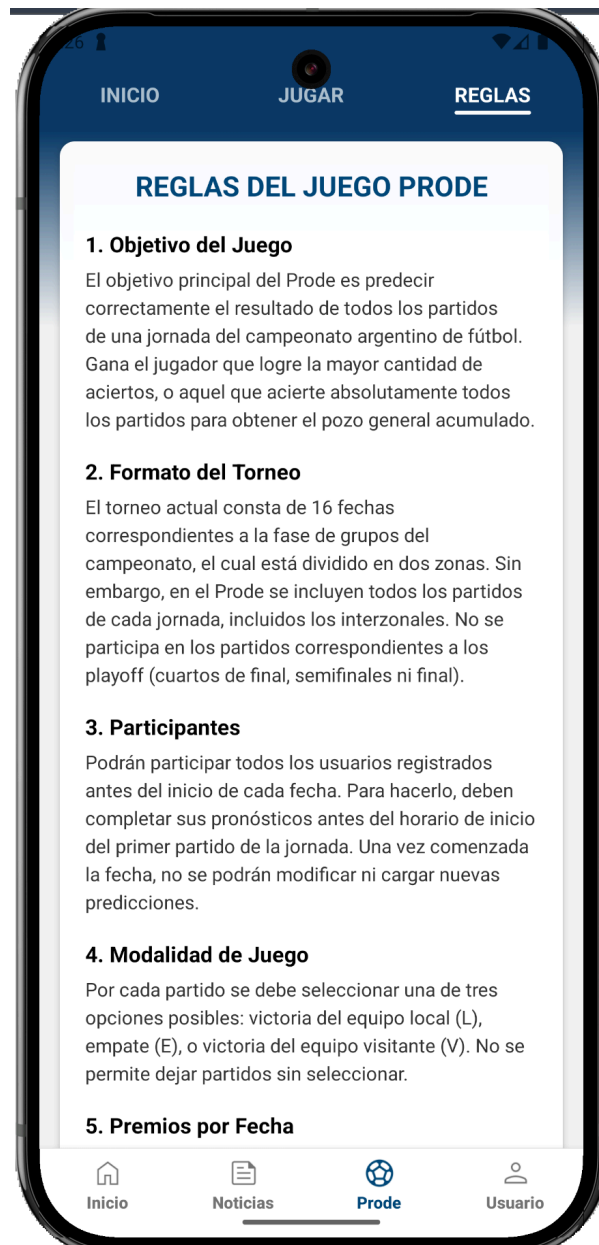 26
INICIO JUGAR REGLAS
REGLAS DEL JUEGO PRODE
1. Objetivo del Juego
El objetivo principal del Prode es predecir
correctamente el resultado de todos los partidos
de una jornada del campeonato argentino de fútbol.
Gana el jugador que logre la mayor cantidad de
aciertos, o aquel que acierte absolutamente todos
los partidos para obtener el pozo general acumulado.
2. Formato del Torneo
El torneo actual consta de 16 fechas
correspondientes a la fase de grupos del
campeonato, el cual está dividido en dos zonas. Sin
embargo, en el Prode se incluyen todos los partidos
de cada jornada, incluidos los interzonales. No se
participa en los partidos correspondientes a los
playoff (cuartos de final, semifinales ni final).
3. Participantes
Podrán participar todos los usuarios registrados
antes del inicio de cada fecha. Para hacerlo, deben
completar sus pronósticos antes del horario de inicio
del primer partido de la jornada. Una vez comenzada
la fecha, no se podrán modificar ni cargar nuevas
predicciones.
4. Modalidad de Juego
Por cada partido se debe seleccionar una de tres
opciones posibles: victoria del equipo local (L),
empate (E), o victoria del equipo visitante (V). No se
permite dejar partidos sin seleccionar.
5. Premios por Fecha
Inicio Noticias Prode Usuario